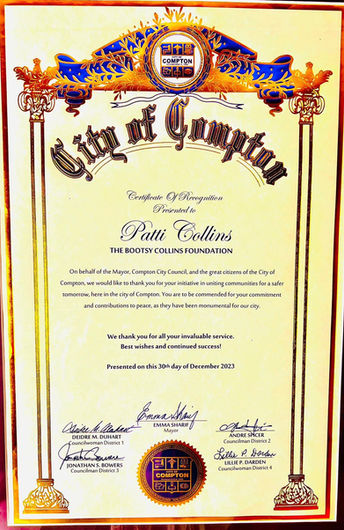 COMPTON
City of Compton
Certificate Of Recognition
Presented to
Patti Collins
THE BOOTSY COLLINS FOUNDATION
On behalf of the Mayor, Compton City Council, and the great citizens of the City of
Compton, we would like to thank you for your initiative in uniting communities for a safer
tomorrow, here in the city of Compton. You are to be commended for your commitment
and contributions to peace, as they have been monumental for our city.
We thank you for all your invaluable service.
Best wishes and continued success!
Presented on this 30th day of December 2023
Emma Sharif
EMMA SHARIF
Mayor
DEIDRE M. DUHART
Councilwoman District 1
ANDRE SPICER
Councilman District 2
JONATHAN S. BOWERS
Councilman District 3
Lillie P. Darden
LILLIE P. DARDEN
Councilwoman District 4
COMPTON